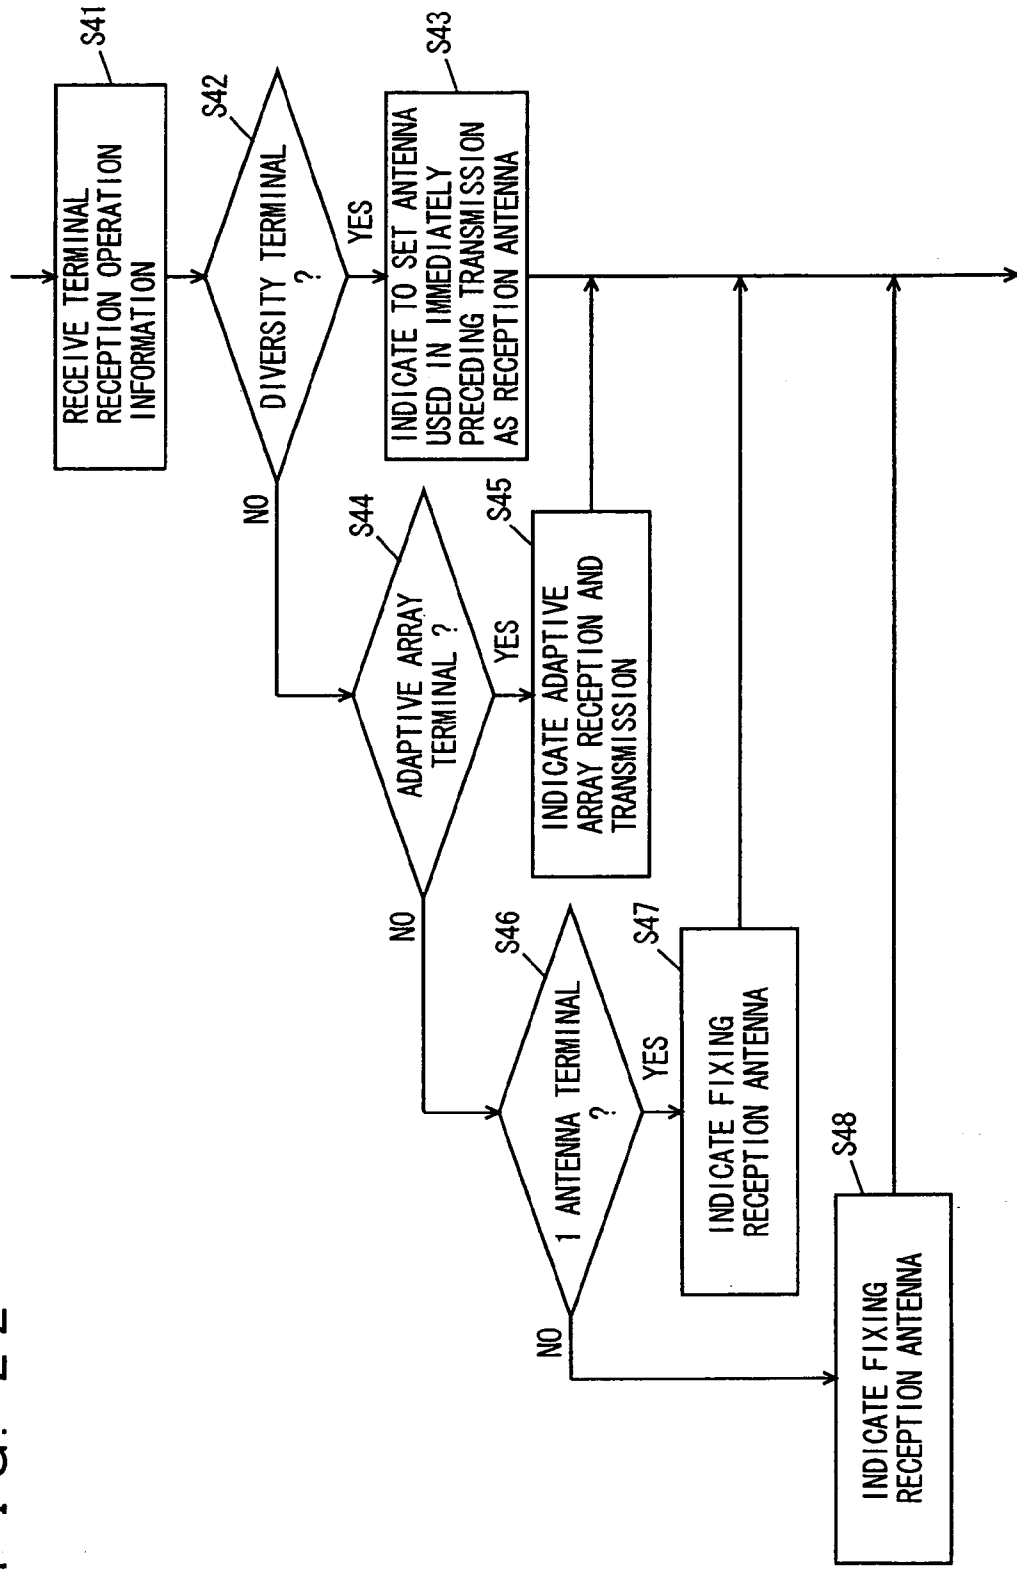 S41
RECEIVE TERMINAL
RECEPTION OPERATION
INFORMATION
S42
DIVERSITY TERMINAL
?
YES
NO
S43
INDICATE TO SET ANTENNA
USED IN IMMEDIATELY
PRECEDING TRANSMISSION
AS RECEPTION ANTENNA
S44
ADAPTIVE ARRAY
TERMINAL ?
YES
NO
S45
INDICATE ADAPTIVE
ARRAY RECEPTION AND
TRANSMISSION
S46
1 ANTENNA TERMINAL
?
YES
NO
S47
INDICATE FIXING
RECEPTION ANTENNA
S48
INDICATE FIXING
RECEPTION ANTENNA